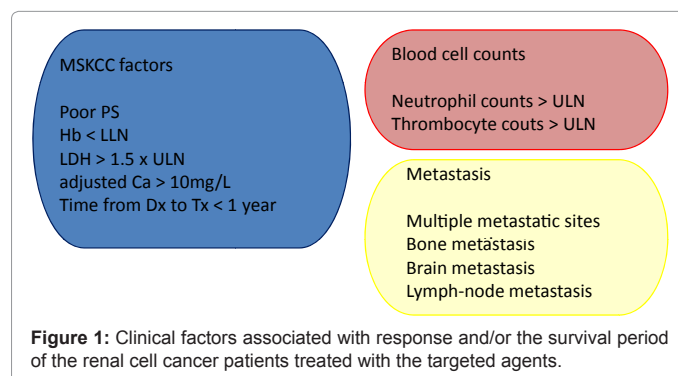 MSKCC factors
Poor PS
Hb < LLN
LDH > 1.5 x ULN
adjusted Ca > 10mg/L
Time from Dx to Tx < 1 year
Blood cell counts
Neutrophil counts > ULN
Thrombocyte couts > ULN
Metastasis
Multiple metastatic sites
Bone metastasis
Brain metastasis
Lymph-node metastasis
Figure 1: Clinical factors associated with response and/or the survival period
of the renal cell cancer patients treated with the targeted agents.